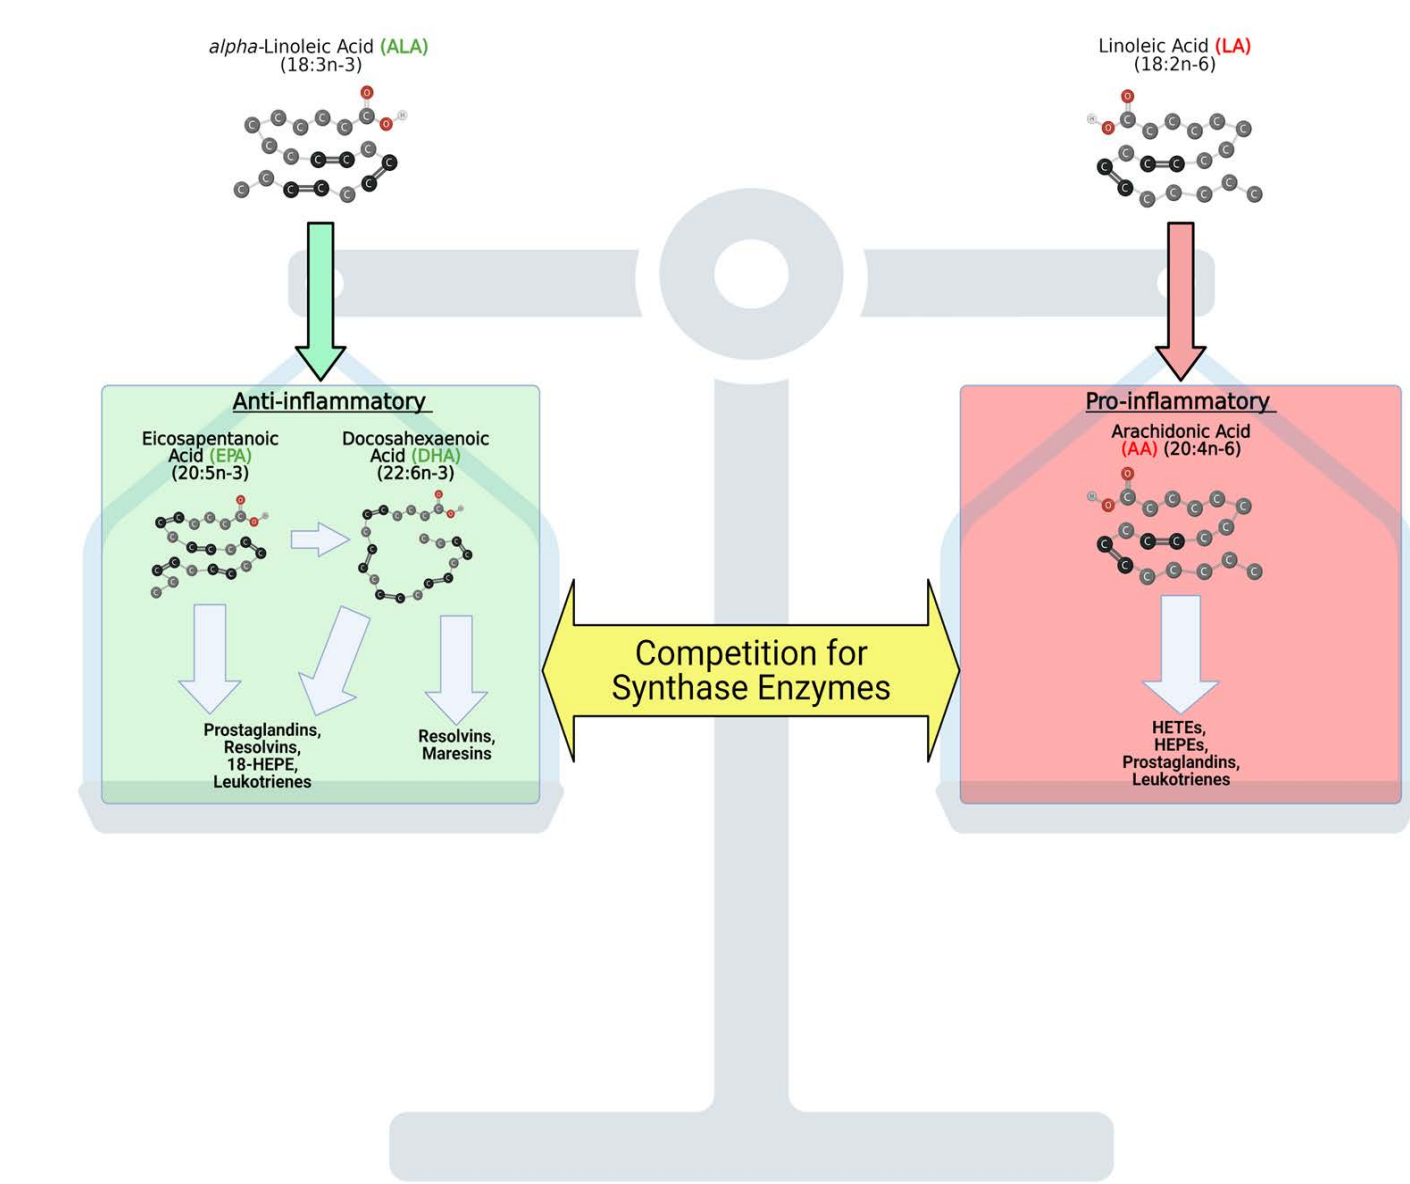 alpha-Linoleic Acid (ALA)
(18:3n-3)
Linoleic Acid (LA)
(18:2n-6)
Anti-inflammatory
Eicosapentanoic
Acid (EPA)
(20:5n-3)
Docosahexaenoic
Acid (DHA)
(22:6n-3)
Prostaglandins,
Resolvins,
18-HEPE,
Leukotrienes
Resolvins,
Maresins
Competition for
Synthase Enzymes
Pro-inflammatory
Arachidonic Acid
(AA) (20:4n-6)
HETEs,
HEPEs,
Prostaglandins,
Leukotrienes